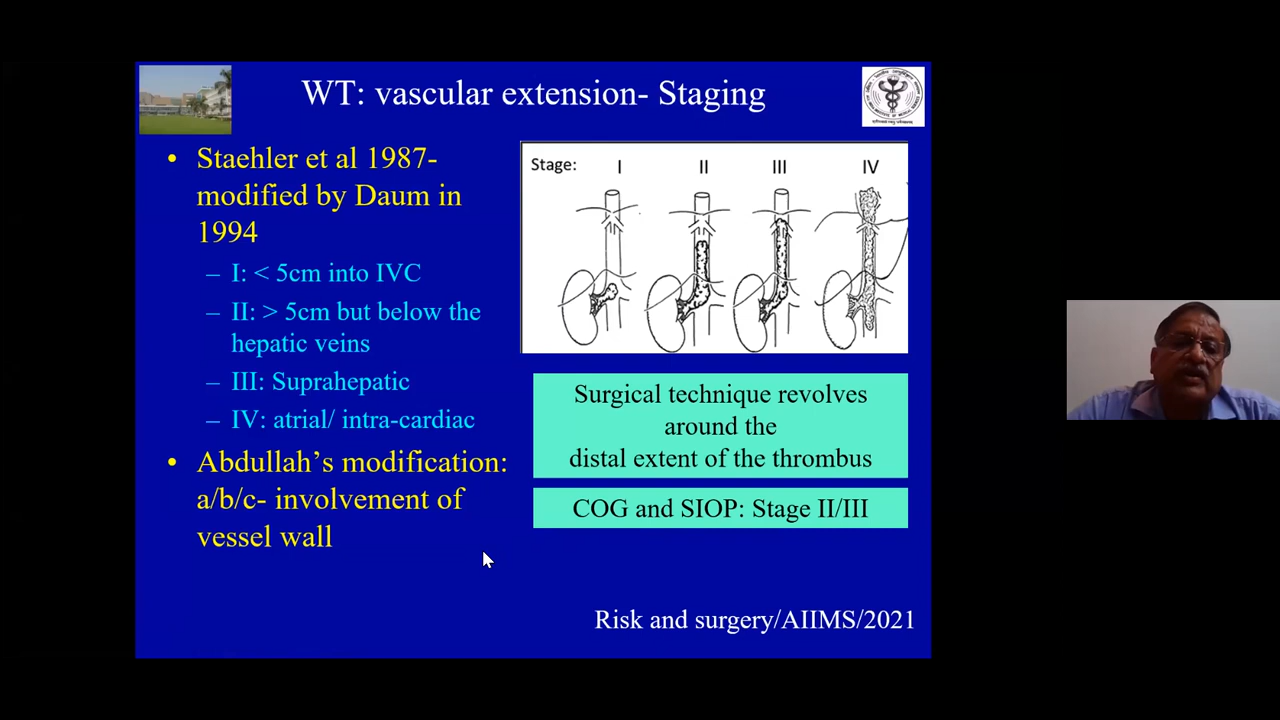 WT: vascular extension- Staging
• Staehler et al 1987-
modified by Daum in
1994
– I: < 5cm into IVC
– II: > 5cm but below the
hepatic veins
– III: Suprahepatic
– IV: atrial/ intra-cardiac
• Abdullah’s modification:
a/b/c- involvement of
vessel wall
Stage: I II III IV
Surgical technique revolves
around the
distal extent of the thrombus
COG and SIOP: Stage II/III
Risk and surgery/AIIMS/2021